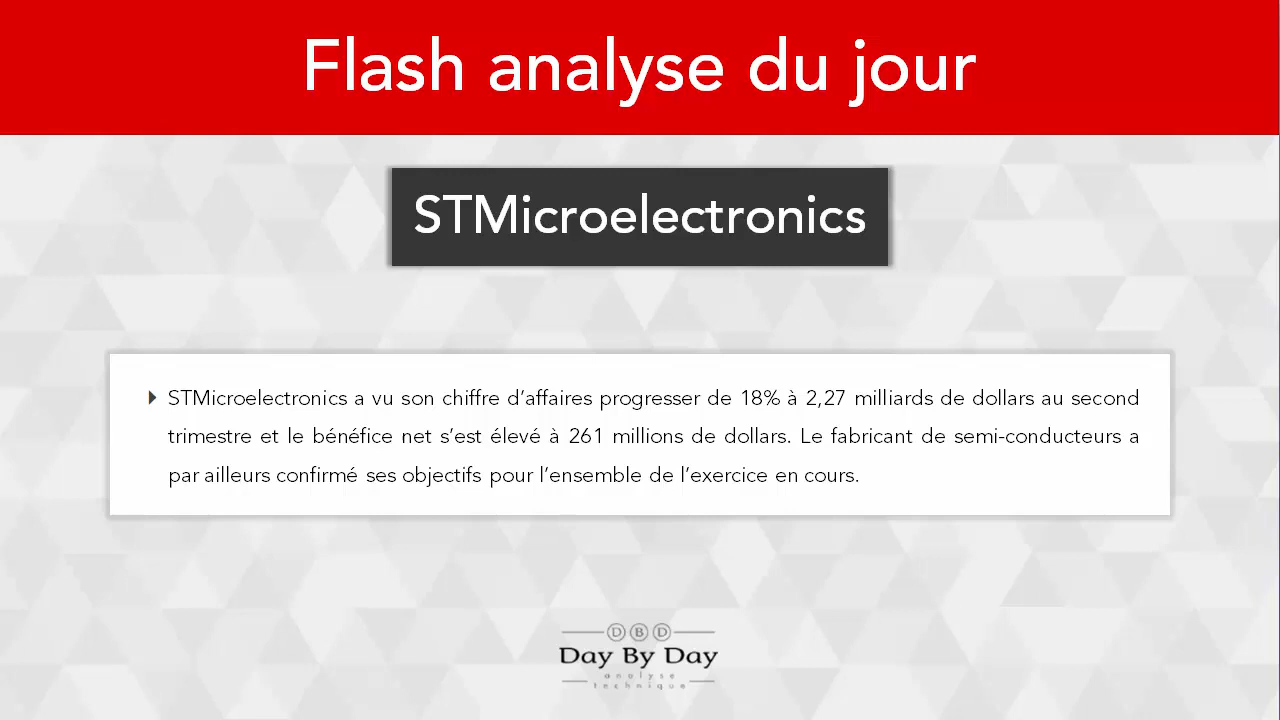 Flash analyse du jour
STMicroelectronics
STMicroelectronics a vu son chiffre d’affaires progresser de 18% à 2,27 milliards de dollars au second
trimestre et le bénéfice net s’est élevé à 261 millions de dollars. Le fabricant de semi-conducteurs a
par ailleurs confirmé ses objectifs pour l’ensemble de l’exercice en cours.
DBD
Day By Day
analyse
technique